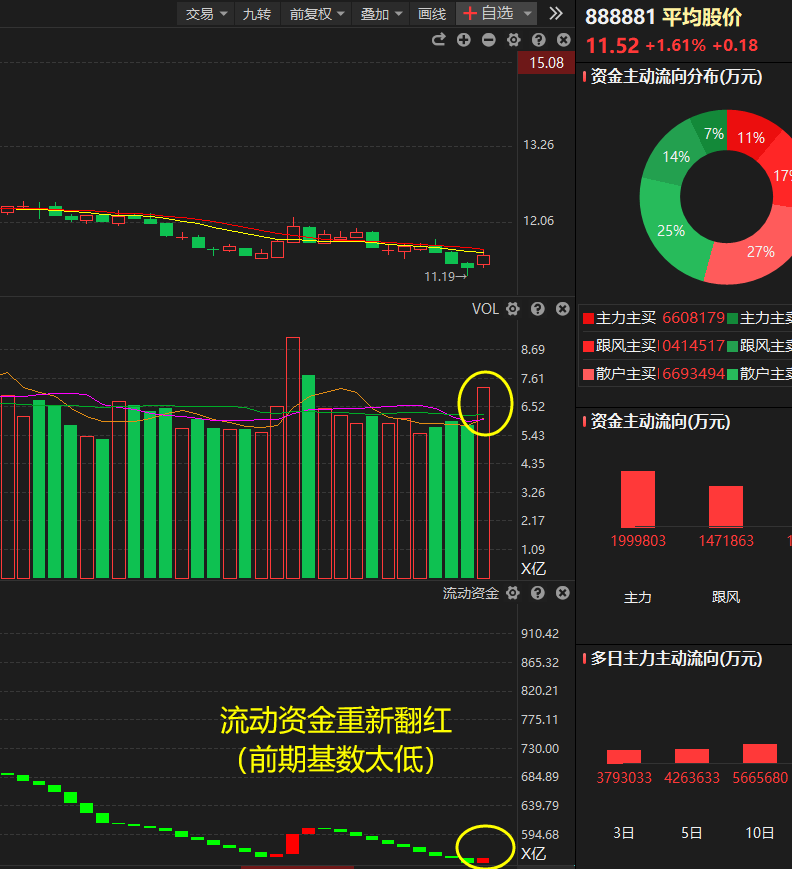 交易 九转 前复权 叠加 画线 +自选
888881 平均股价
11.52 +1.61% +0.18
资金主动流向分布(万元)
15.08
13.26
12.06
11.19→
7% 11%
14% 17%
25% 27%
主力主买 6608179 主力主卖
跟风主买 0414517 跟风主卖
散户主买 6693494 散户主卖
VOL
8.69
7.61
6.52
5.43
4.35
3.26
2.17
1.09
X亿
资金主动流向(万元)
1999803 1471863
主力 跟风
流动资金
910.42
865.32
820.21
775.11
730.00
684.89
639.79
594.68
X亿
流动资金重新翻红
（前期基数太低）
多日主力主动流向(万元)
3793033 4263633 5665680
3日 5日 10日